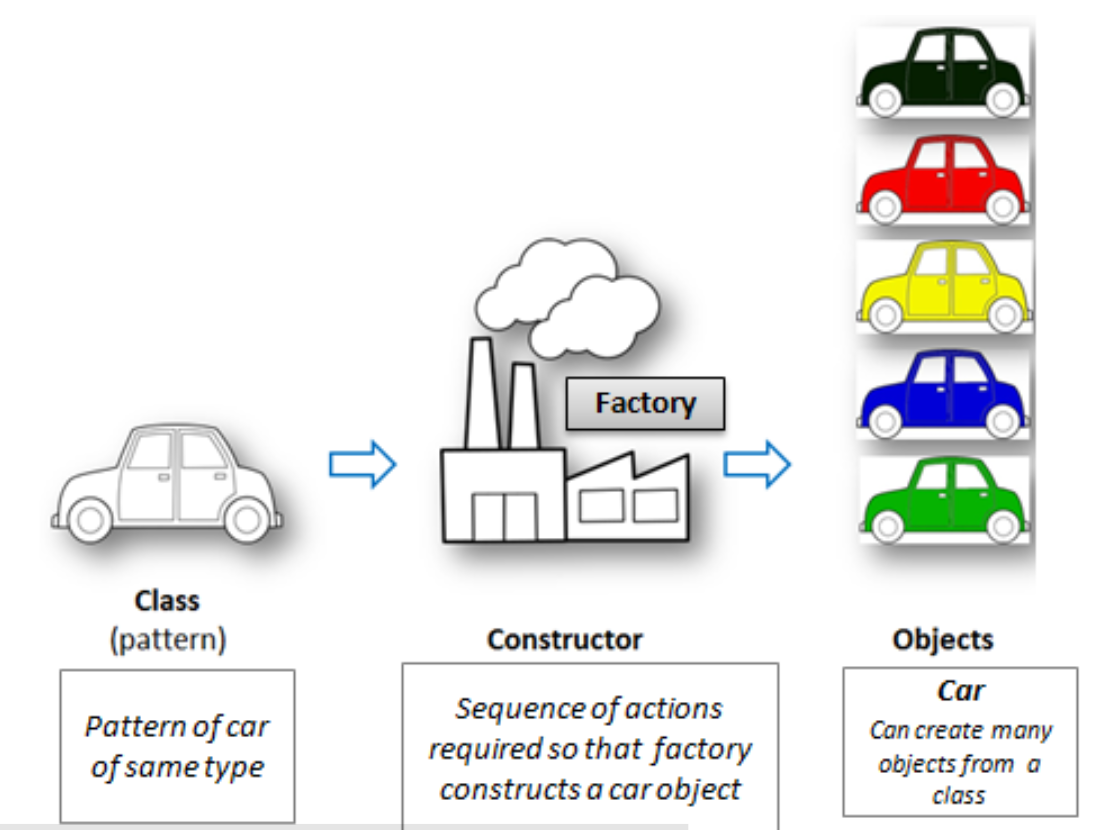 Factory
Class
(pattern)
Pattern of car
of same type
Constructor
Sequence of actions
required so that factory
constructs a car object
Objects
Car
Can create many
objects from a
class